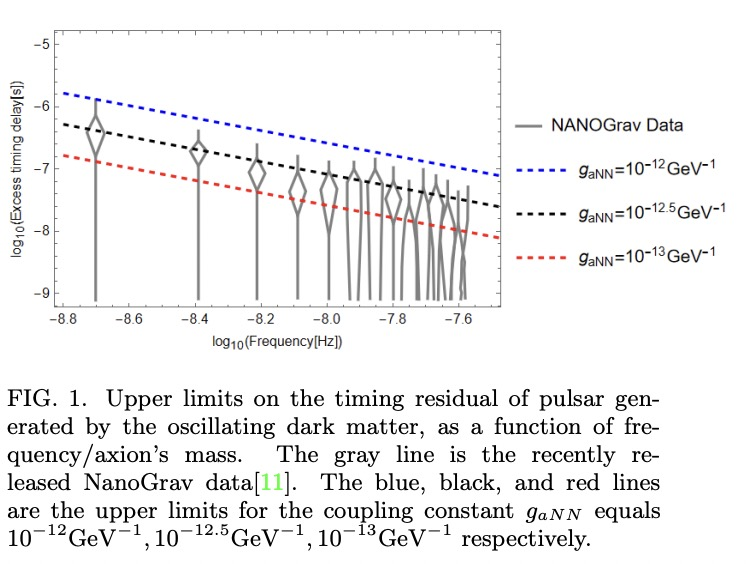 −5
−6
−7
−8
−9
log10(Excess timing delay[s])
−8.8 −8.6 −8.4 −8.2 −8.0 −7.8 −7.6
log10(Frequency[Hz])
NANOGrav Data
gaNN=10−12GeV−1
gaNN=10−12.5GeV−1
gaNN=10−13GeV−1
FIG. 1. Upper limits on the timing residual of pulsar gen-
erated by the oscillating dark matter, as a function of fre-
quency/axion's mass. The gray line is the recently re-
leased NanoGrav data[11]. The blue, black, and red lines
are the upper limits for the coupling constant gaNN equals
10−12GeV−1, 10−12.5GeV−1, 10−13GeV−1 respectively.